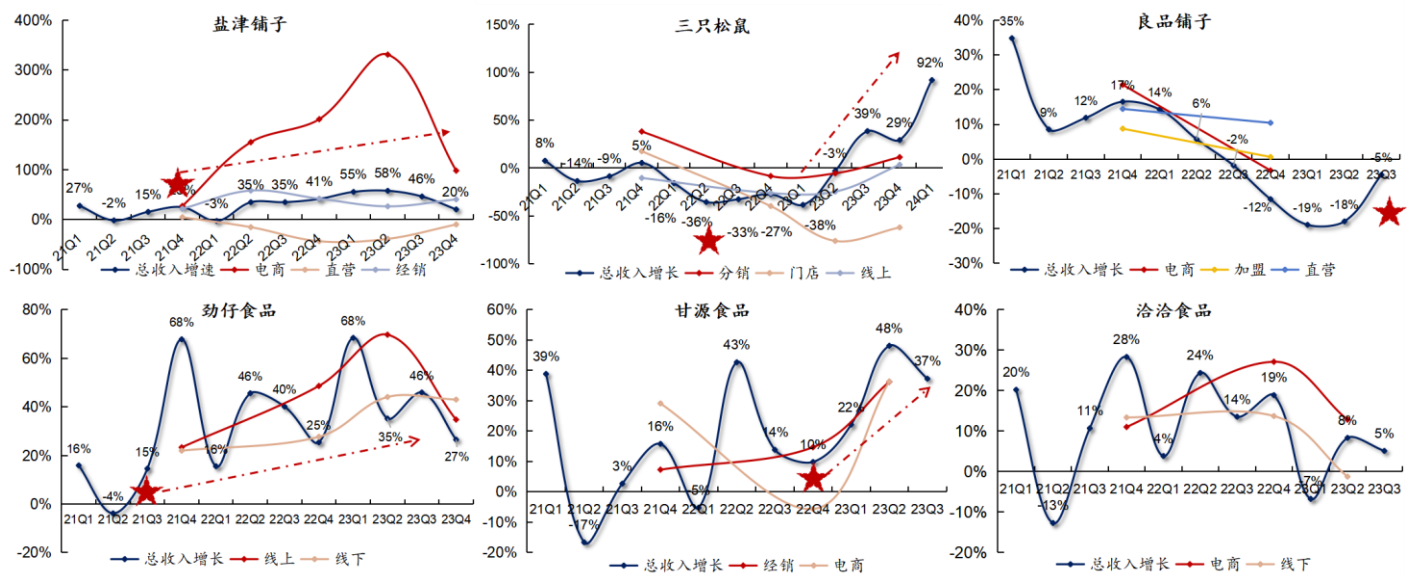 盐津铺子
400%
300%
200%
100%
0%
-100%
27%
-2%
15%
-3%
35%
35%
41%
55%
58%
46%
20%
21Q1
21Q2
21Q3
21Q4
22Q1
22Q2
22Q3
22Q4
23Q1
23Q2
23Q3
23Q4
总收入增速
电商
直营
经销
三只松鼠
150%
100%
50%
0%
-50%
-100%
8%
-14%
-9%
5%
-16%
-36%
-33%
-27%
-38%
-3%
39%
29%
92%
21Q1
21Q2
21Q3
21Q4
22Q1
22Q2
22Q3
22Q4
23Q1
23Q2
23Q3
23Q4
24Q1
总收入增长
分销
门店
线上
良品铺子
40%
30%
20%
10%
0%
-10%
-20%
-30%
35%
9%
12%
17%
14%
6%
-2%
-12%
-19%
-18%
-5%
21Q1
21Q2
21Q3
21Q4
22Q1
22Q2
22Q3
22Q4
23Q1
23Q2
23Q3
总收入增长
电商
加盟
直营
劲仔食品
80%
60%
40%
20%
0%
-20%
16%
-4%
15%
68%
16%
46%
40%
25%
68%
35%
46%
27%
21Q1
21Q2
21Q3
21Q4
22Q1
22Q2
22Q3
22Q4
23Q1
23Q2
23Q3
23Q4
总收入增长
线上
线下
甘源食品
60%
50%
40%
30%
20%
10%
0%
-10%
-20%
39%
-17%
3%
16%
-5%
43%
14%
10%
22%
48%
37%
21Q1
21Q2
21Q3
21Q4
22Q1
22Q2
22Q3
22Q4
23Q1
23Q2
23Q3
总收入增长
经销
电商
洽洽食品
40%
30%
20%
10%
0%
-10%
-20%
20%
-13%
11%
28%
4%
24%
14%
19%
-7%
8%
5%
21Q1
21Q2
21Q3
21Q4
22Q1
22Q2
22Q3
22Q4
23Q1
23Q2
23Q3
总收入增长
电商
线下